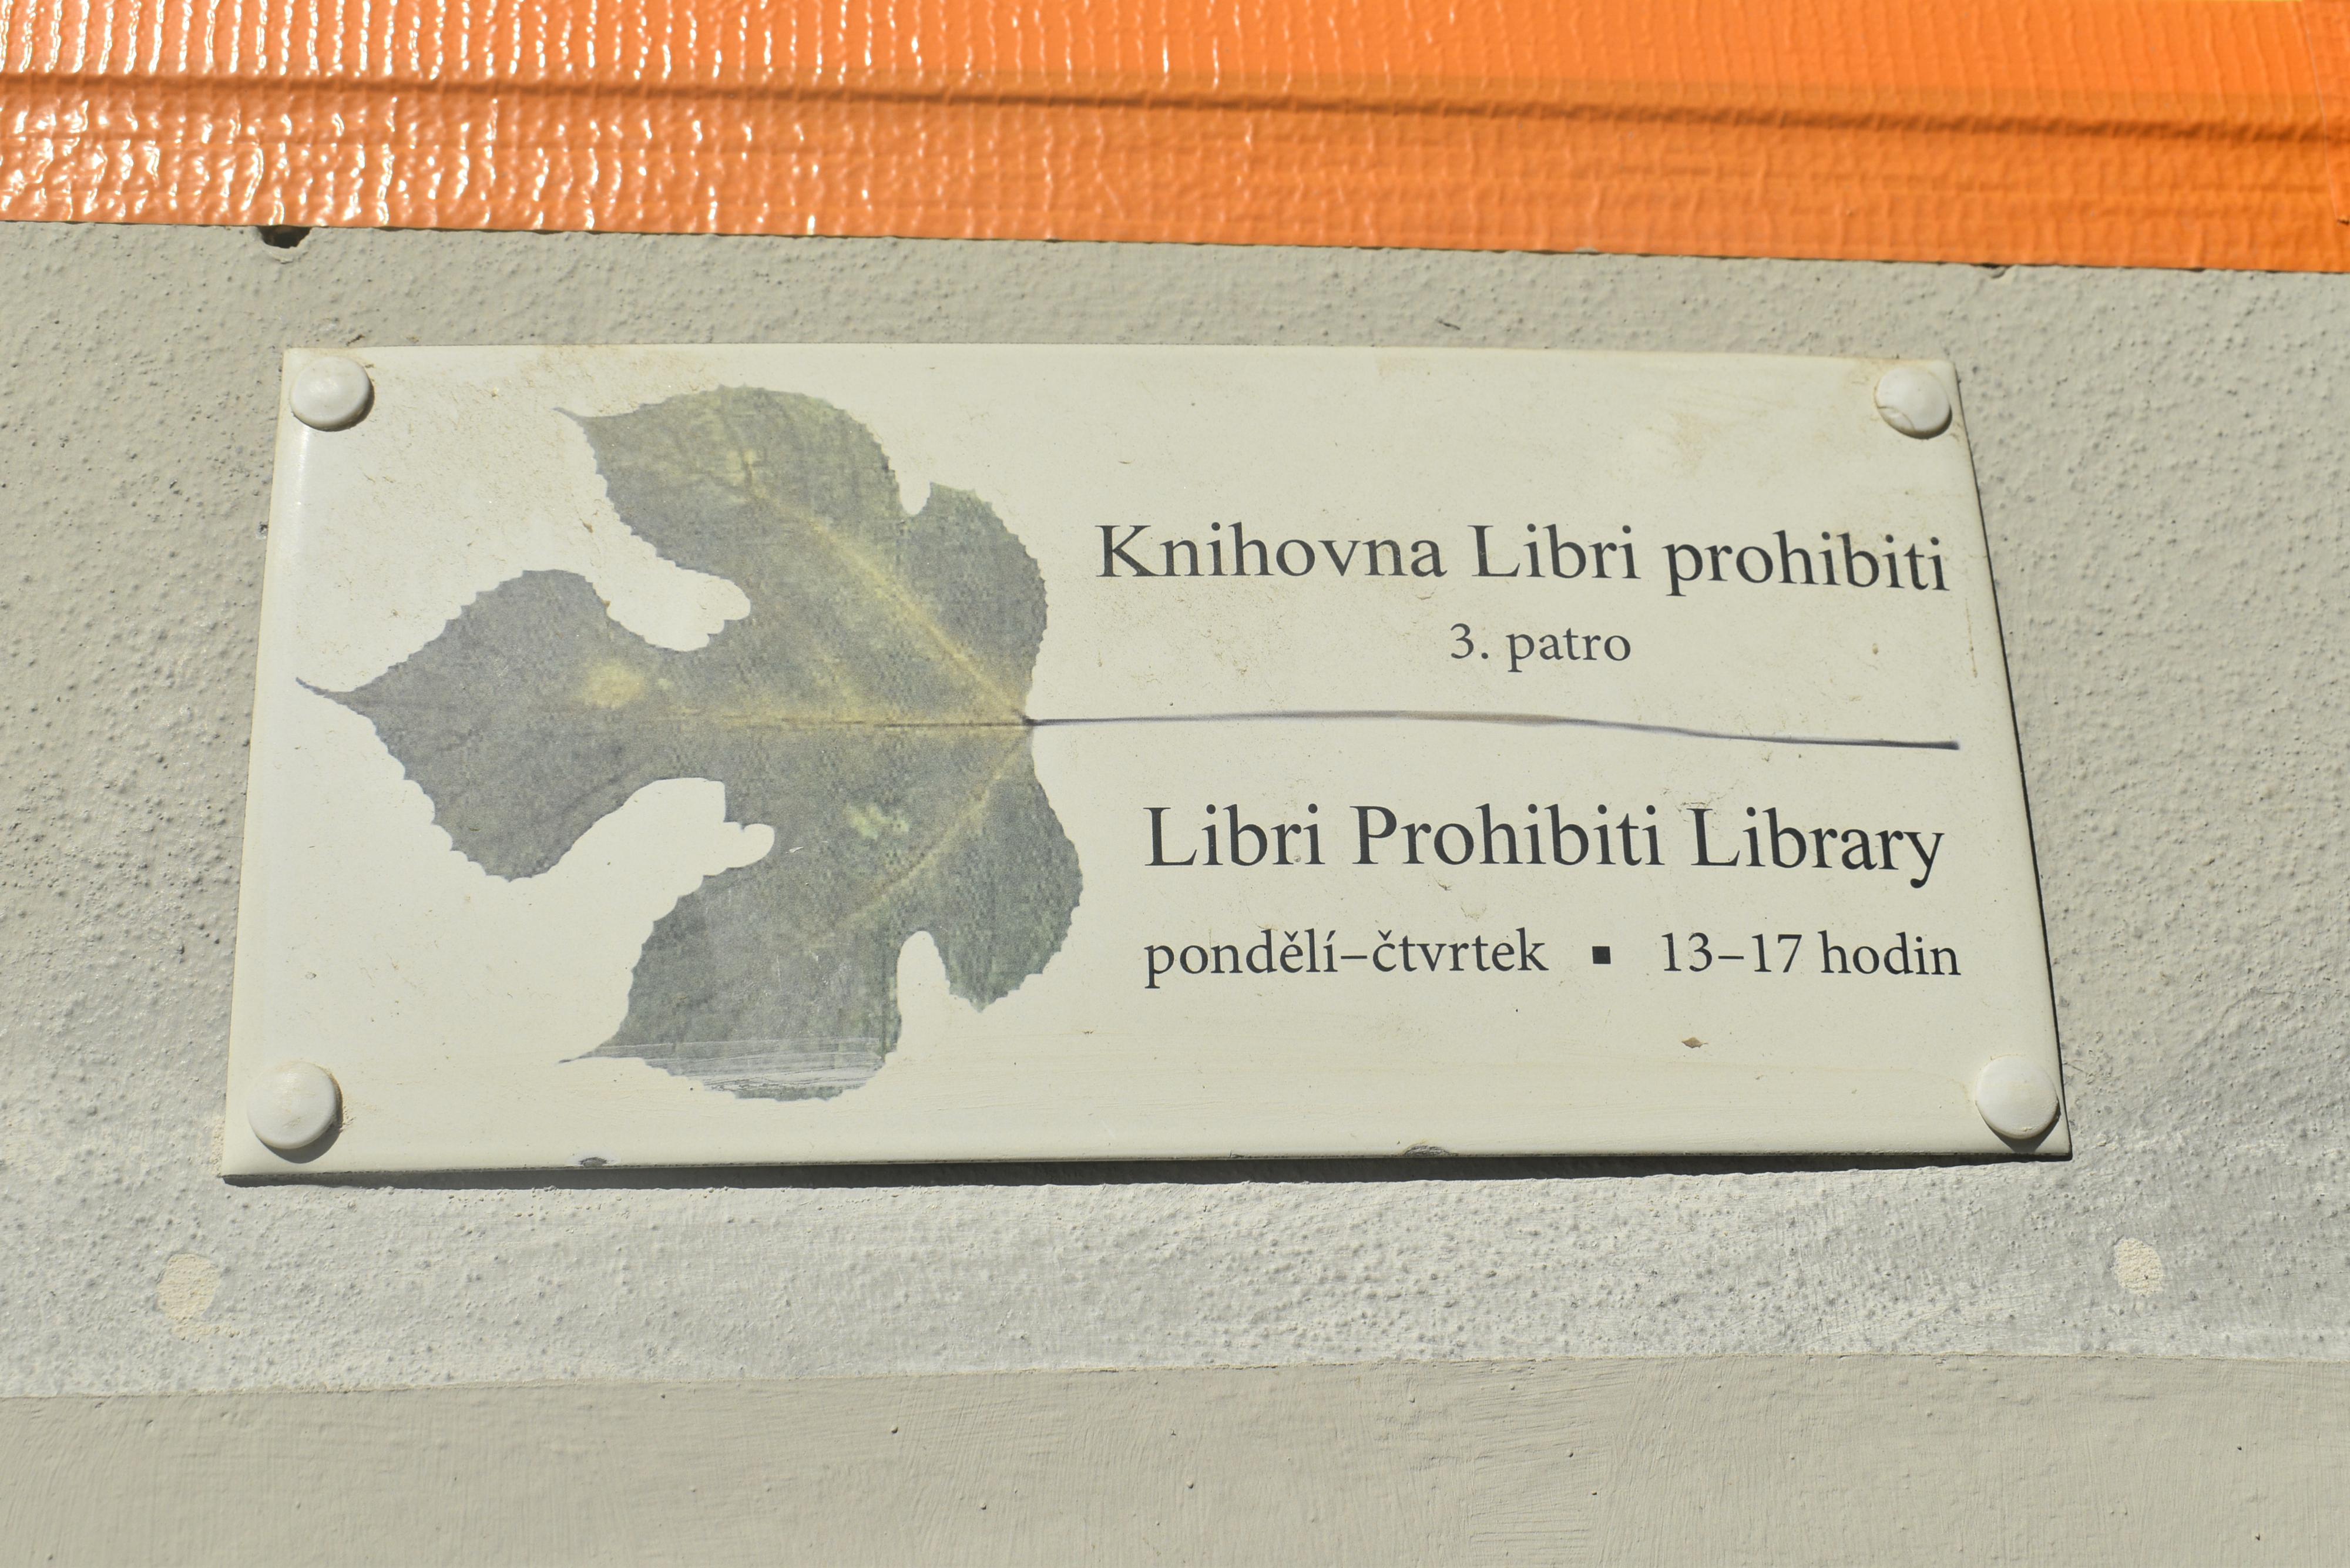 Knihovna Libri prohibiti
3. patro
Libri Prohibiti Library
pondělí–čtvrtek ▪ 13–17 hodin